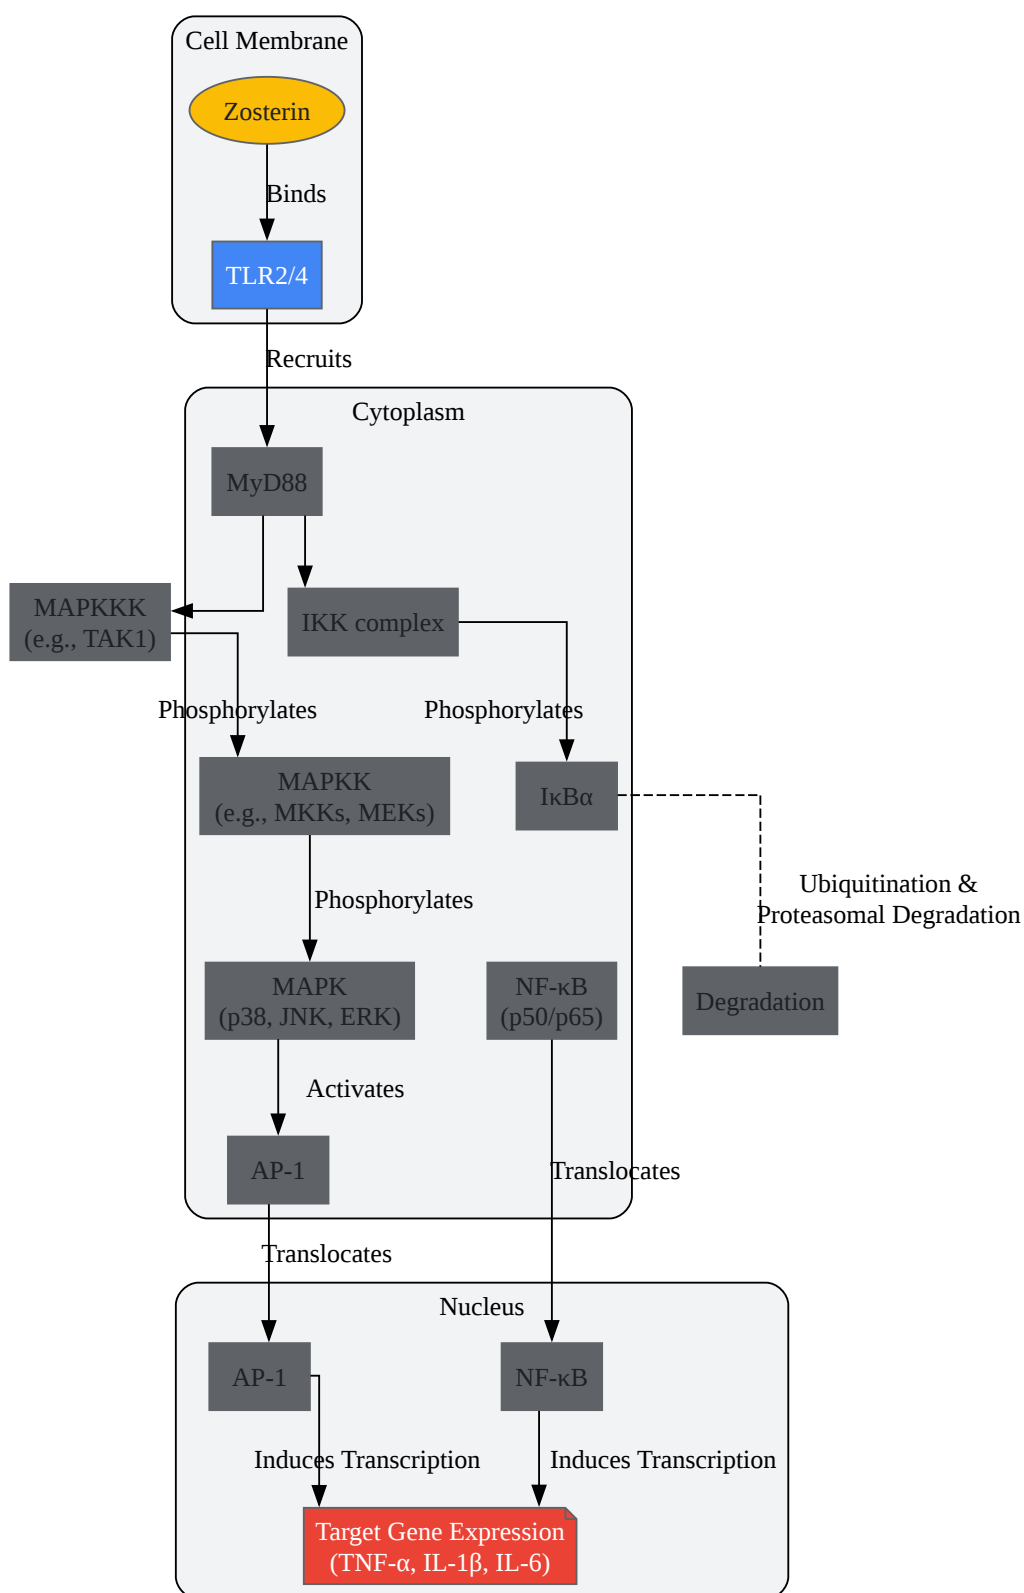 Cell Membrane
Zosterin
Binds
TLR2/4
Recruits
Cytoplasm
MyD88
MAPKKK
(e.g., TAK1)
IKK complex
Phosphorylates
Phosphorylates
MAPKK
(e.g., MKKs, MEKs)
IκBα
Phosphorylates
Ubiquitination &
Proteasomal Degradation
MAPK
(p38, JNK, ERK)
NF-κB
(p50/p65)
Degradation
Activates
AP-1
Translocates
Translocates
Nucleus
AP-1
NF-κB
Induces Transcription
Induces Transcription
Target Gene Expression
(TNF-α, IL-1β, IL-6)